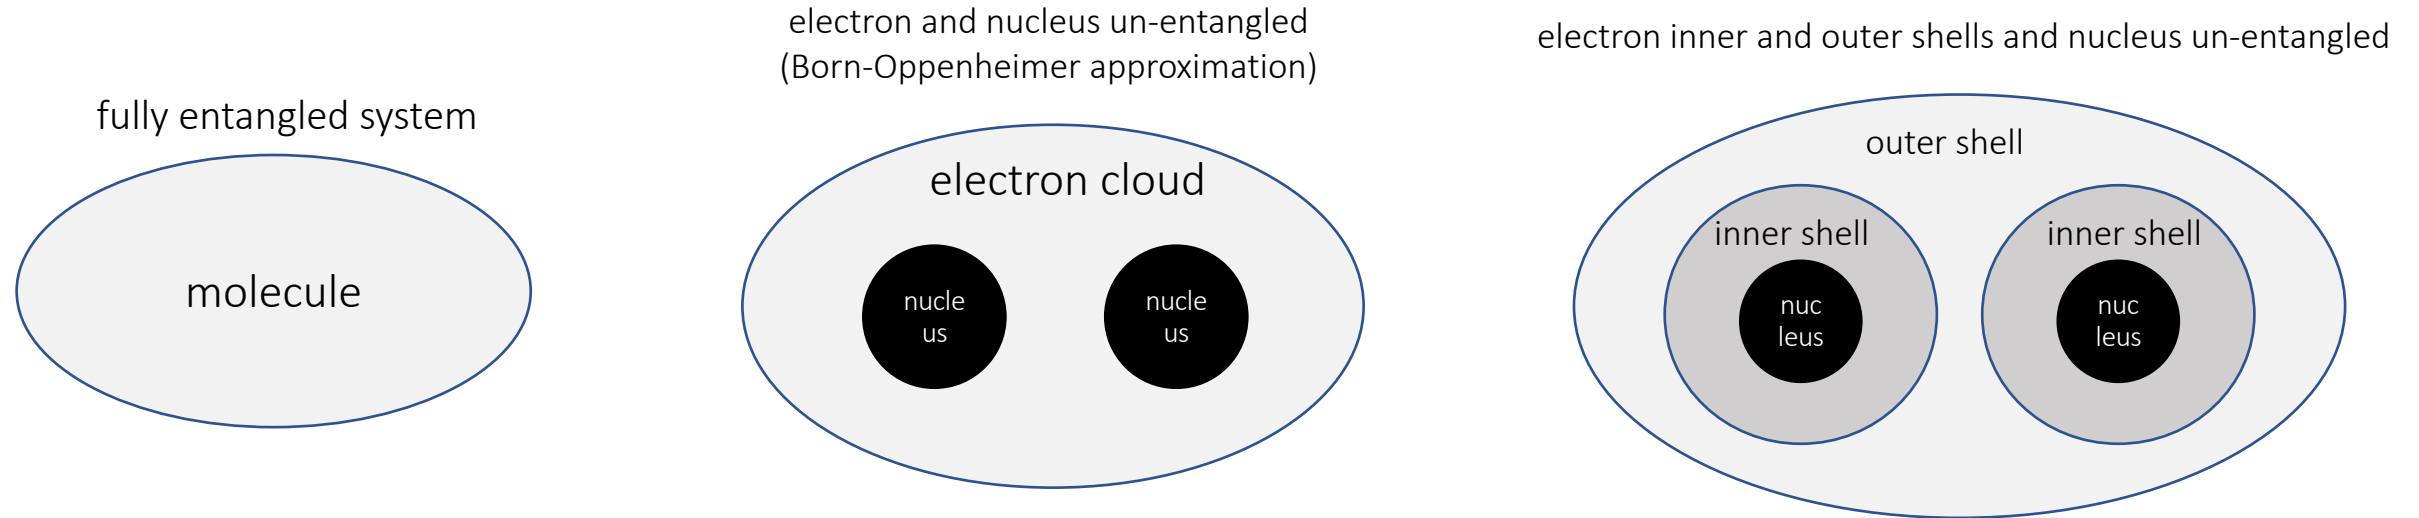 fully entangled system
molecule
electron and nucleus un-entangled
(Born-Oppenheimer approximation)
electron cloud
nucle
us
nucle
us
electron inner and outer shells and nucleus un-entangled
outer shell
inner shell
nuc
leus
inner shell
nuc
leus